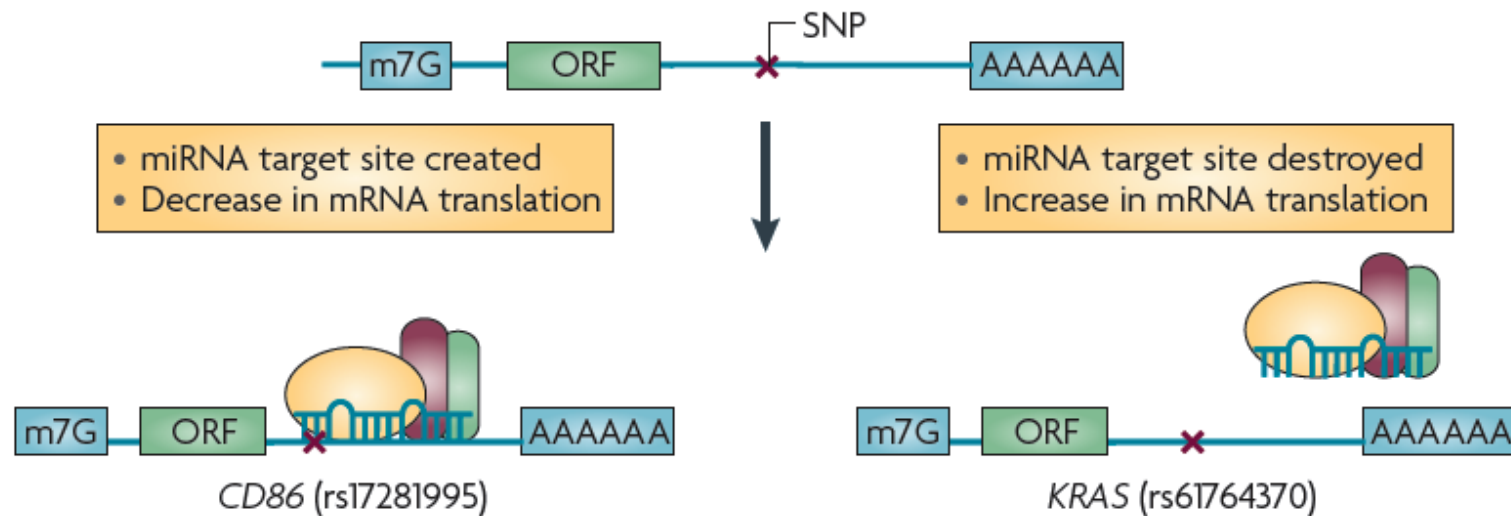 SNP
m7G ORF AAAAAA
• miRNA target site created
• Decrease in mRNA translation
• miRNA target site destroyed
• Increase in mRNA translation
m7G ORF AAAAAA
CD86 (rs17281995)
m7G ORF AAAAAA
KRAS (rs61764370)